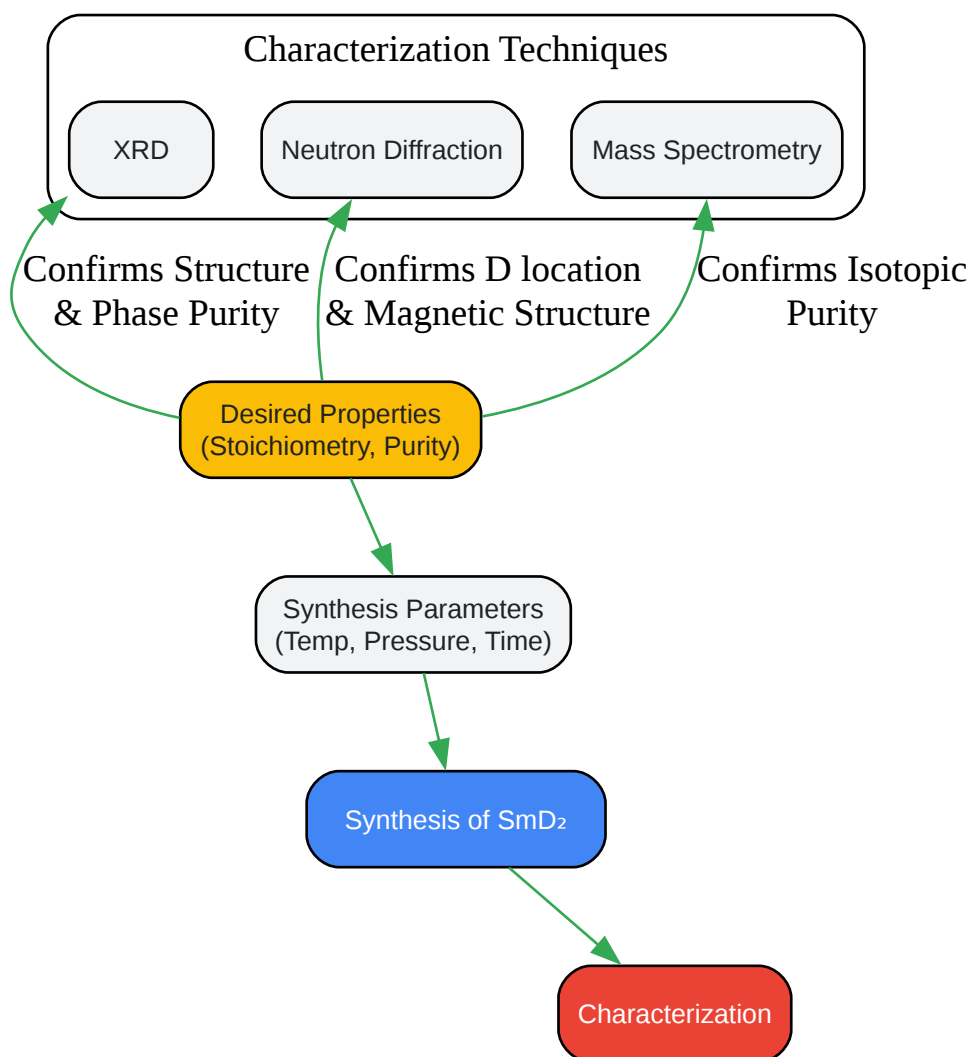 Characterization Techniques
XRD
Neutron Diffraction
Mass Spectrometry
Confirms Structure
& Phase Purity
Confirms D location
& Magnetic Structure
Confirms Isotopic
Purity
Desired Properties
(Stoichiometry, Purity)
Synthesis Parameters
(Temp, Pressure, Time)
Synthesis of SmD₂
Characterization